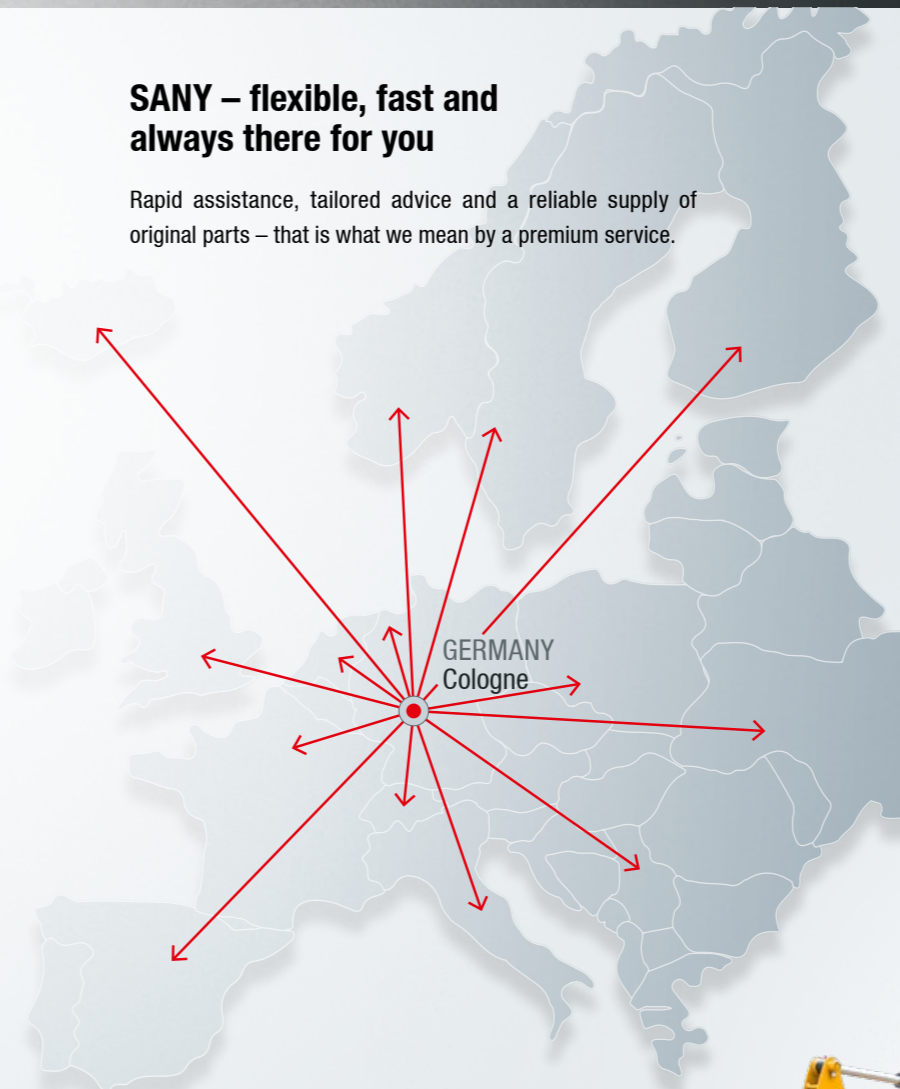 SANY – flexible, fast and
always there for you
Rapid assistance, tailored advice and a reliable supply of
original parts – that is what we mean by a premium service.
GERMANY
Cologne